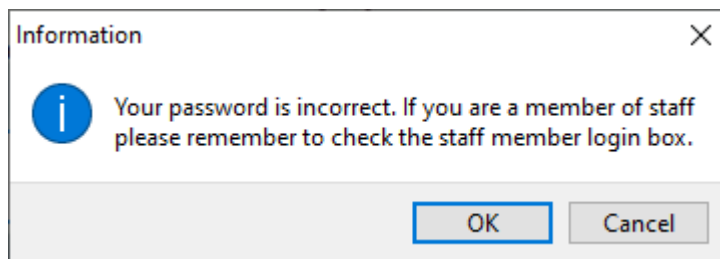 Information
Your password is incorrect. If you are a member of staff
please remember to check the staff member login box.
OK
Cancel